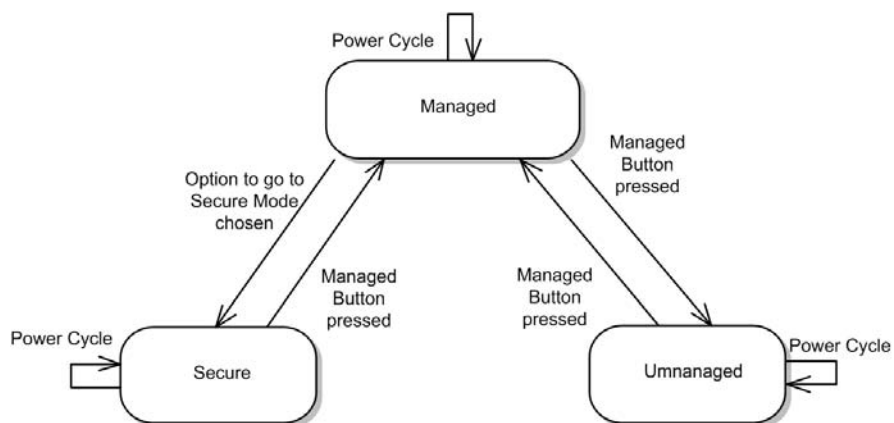 Power Cycle
Managed
Option to go to
Secure Mode
chosen
Managed
Button
pressed
Managed
Button
pressed
Managed
Button
pressed
Power Cycle
Secure
Umnanaged
Power Cycle